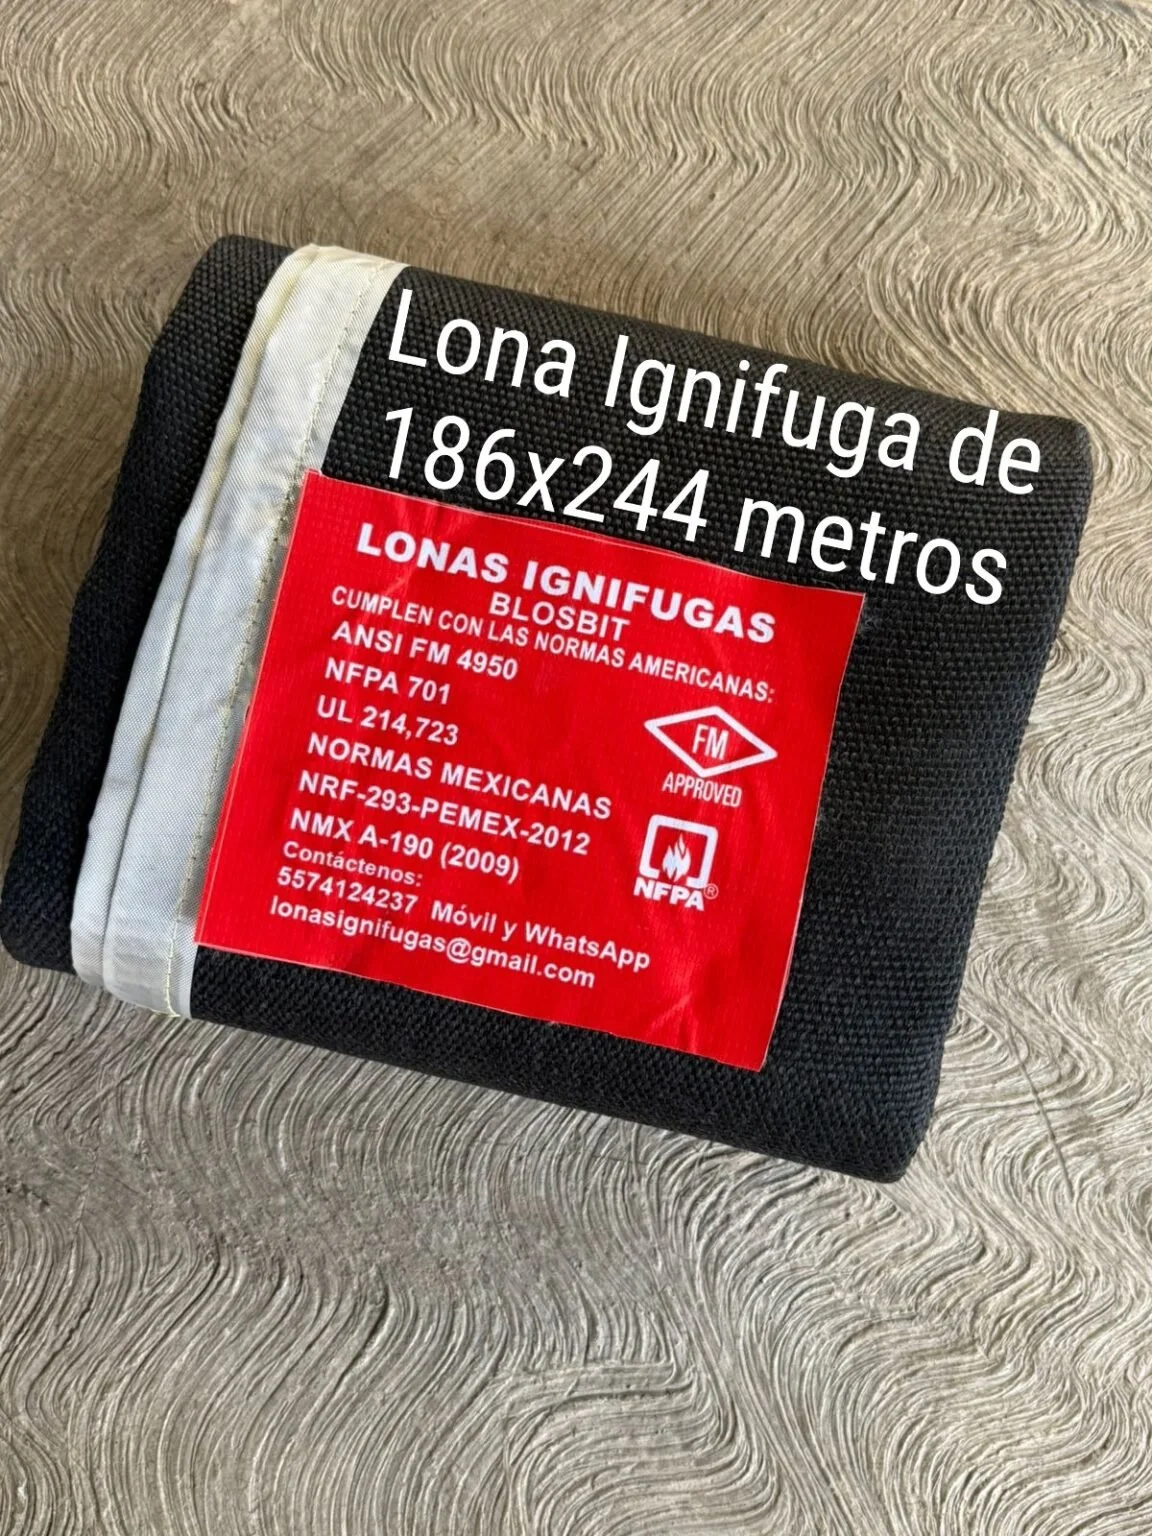 Lona Ignifuga de
186x244 metros
LONAS IGNIFUGAS
BLOSBIT
CUMPLEN CON LAS NORMAS AMERICANAS:
ANSI FM 4950
NFPA 701
UL 214,723
NORMAS MEXICANAS
NRF-293-PEMEX-2012
NMX A-190 (2009)
Contáctenos:
5574124237 Móvil y WhatsApp
lonasignifugas@gmail.com
FM
APPROVED
NFPA®